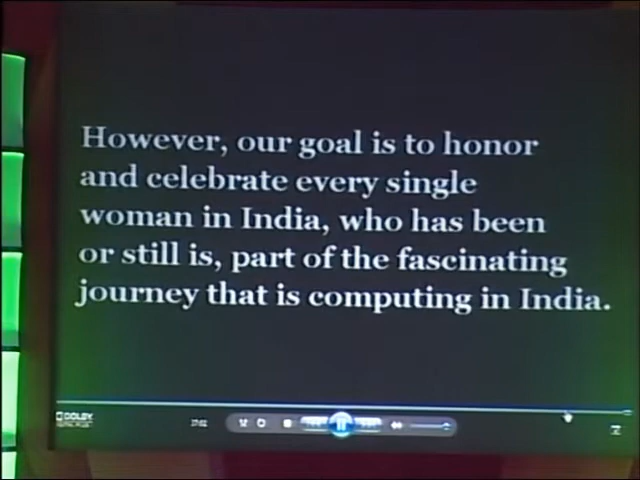 However, our goal is to honor
and celebrate every single
woman in India, who has been
or still is, part of the fascinating
journey that is computing in India.
DOLBY